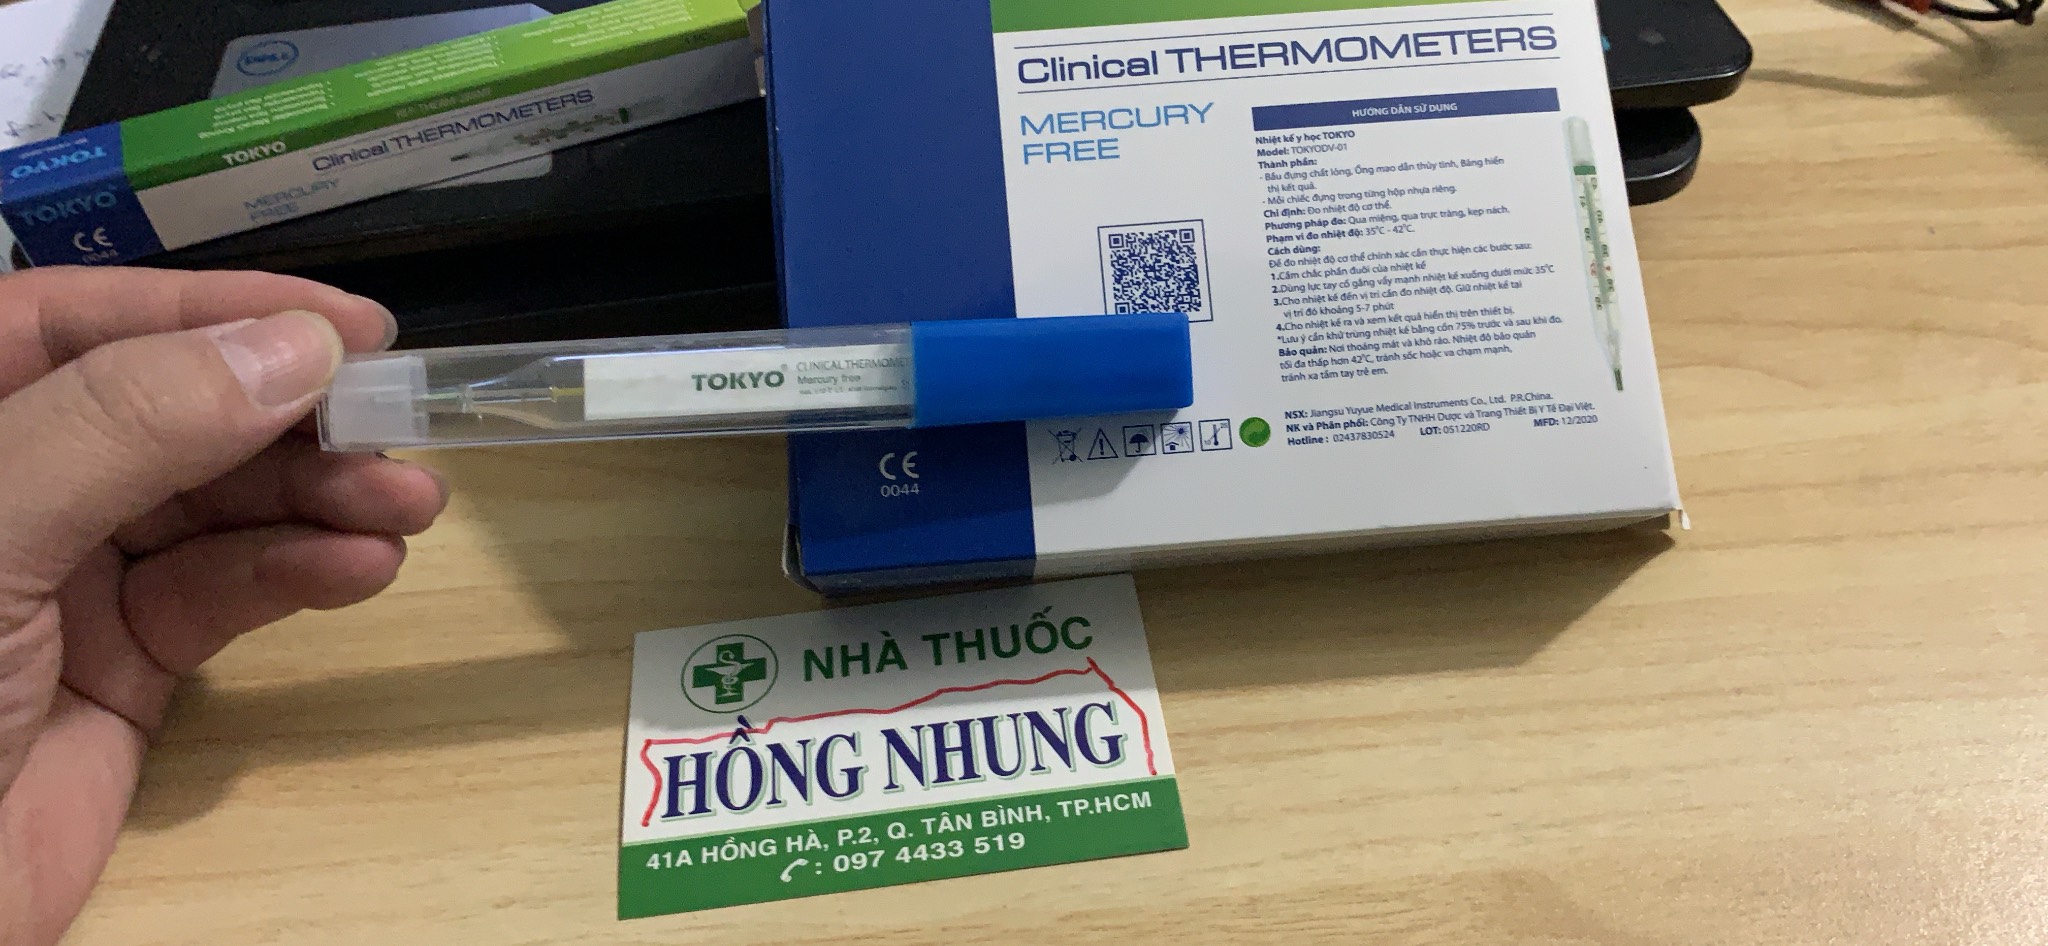 DELL
TOKYO
TOKYO
TOKYO
Clinical THERMOMETERS
MERCURY
FREE
CE
0044
Clinical THERMOMETERS
MERCURY
FREE
HƯỚNG DẪN SỬ DỤNG
Nhiệt kế y học TOKYO
Model: TOKYODV-01
Thành phần:
- Bầu đựng chất lỏng, Ống mao dẫn thủy tinh, Bảng hiển
thị kết quả.
- Mỗi chiếc đựng trong từng hộp nhựa riêng.
Chỉ định: Đo nhiệt độ cơ thể.
Phương pháp đo: Qua miệng, qua trực tràng, kẹp nách.
Phạm vi đo nhiệt độ: 35°C - 42°C.
Cách dùng:
Để đo nhiệt độ cơ thể chính xác cần thực hiện các bước sau:
1.Cầm chắc phần đuôi của nhiệt kế
2.Dùng lực tay cố gắng vẩy mạnh nhiệt kế xuống dưới mức 35°C
3.Cho nhiệt kế đến vị trí cần đo nhiệt độ. Giữ nhiệt kế tại
vị trí đó khoảng 5-7 phút
4.Cho nhiệt kế ra và xem kết quả hiển thị trên thiết bị.
*Lưu ý cần khử trùng nhiệt kế bằng cồn 75% trước và sau khi đo.
Bảo quản: Nơi thoáng mát và khô ráo. Nhiệt độ bảo quản
tối đa thấp hơn 42°C, tránh sốc hoặc va chạm mạnh,
tránh xa tầm tay trẻ em.
NSX: Jiangsu Yuyue Medical Instruments Co., Ltd. P.R.China.
NK và Phân phối: Công Ty TNHH Dược và Trang Thiết Bị Y Tế Đại Việt.
Hotline: 02437830524 LOT: 051220RD MFD: 12/2020
CE
0044
TOKYO
CLINICAL THERMOME
Mercury free
NHÀ THUỐC
HỒNG NHUNG
41A HỒNG HÀ, P.2, Q. TÂN BÌNH, TP.HCM
: 097 4433 519